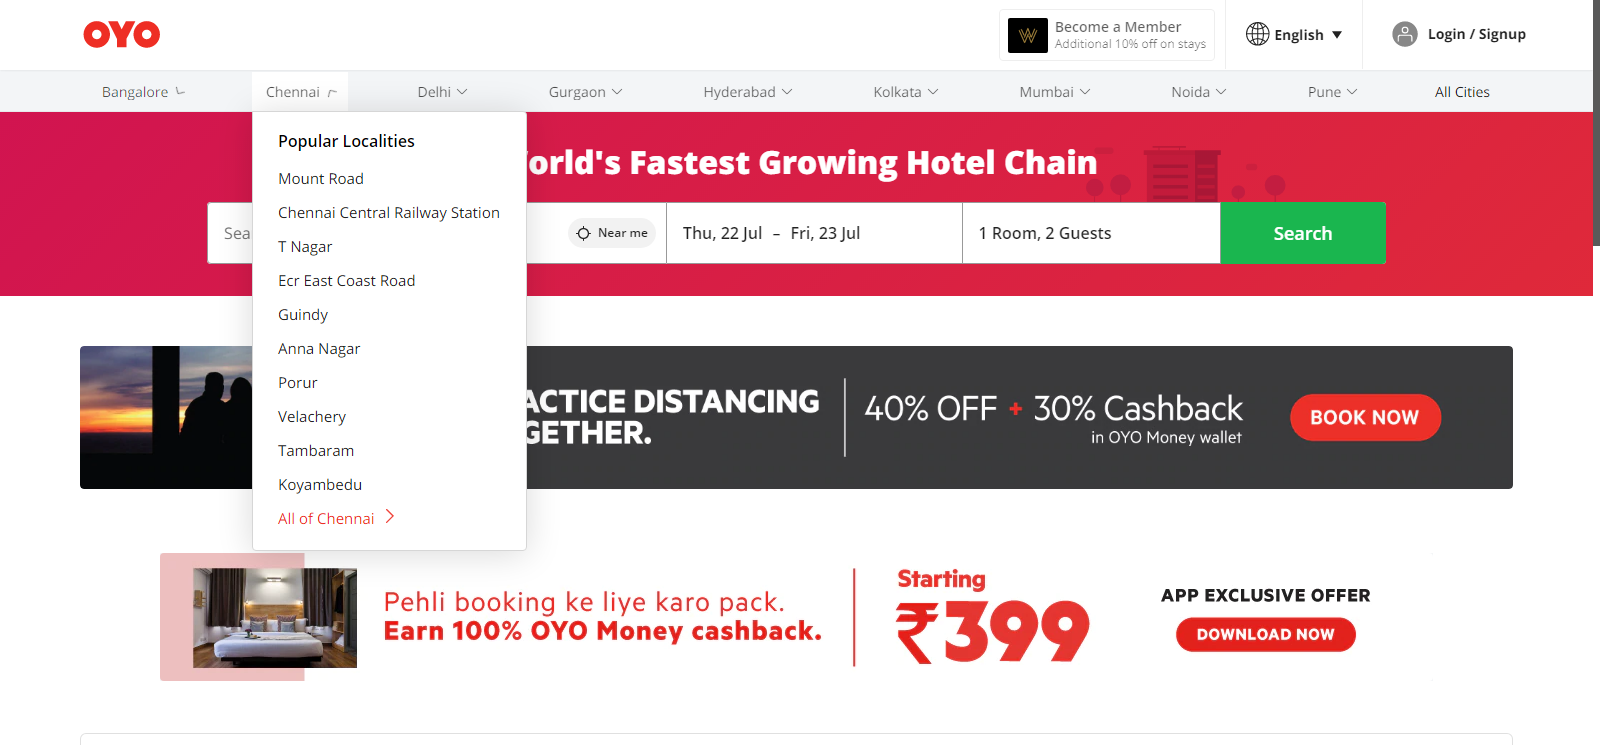 OYO
Become a Member
Additional 10% off on stays
English
Login / Signup
Bangalore
Chennai
Delhi
Gurgaon
Hyderabad
Kolkata
Mumbai
Noida
Pune
All Cities
Popular Localities
Mount Road
Chennai Central Railway Station
T Nagar
Ecr East Coast Road
Guindy
Anna Nagar
Porur
Velachery
Tambaram
Koyambedu
All of Chennai
orld's Fastest Growing Hotel Chain
Sea
Near me
Thu, 22 Jul – Fri, 23 Jul
1 Room, 2 Guests
Search
ACTICE DISTANCING
GETHER.
40% OFF + 30% Cashback
in OYO Money wallet
BOOK NOW
Pehli booking ke liye karo pack.
Earn 100% OYO Money cashback.
Starting
₹399
APP EXCLUSIVE OFFER
DOWNLOAD NOW